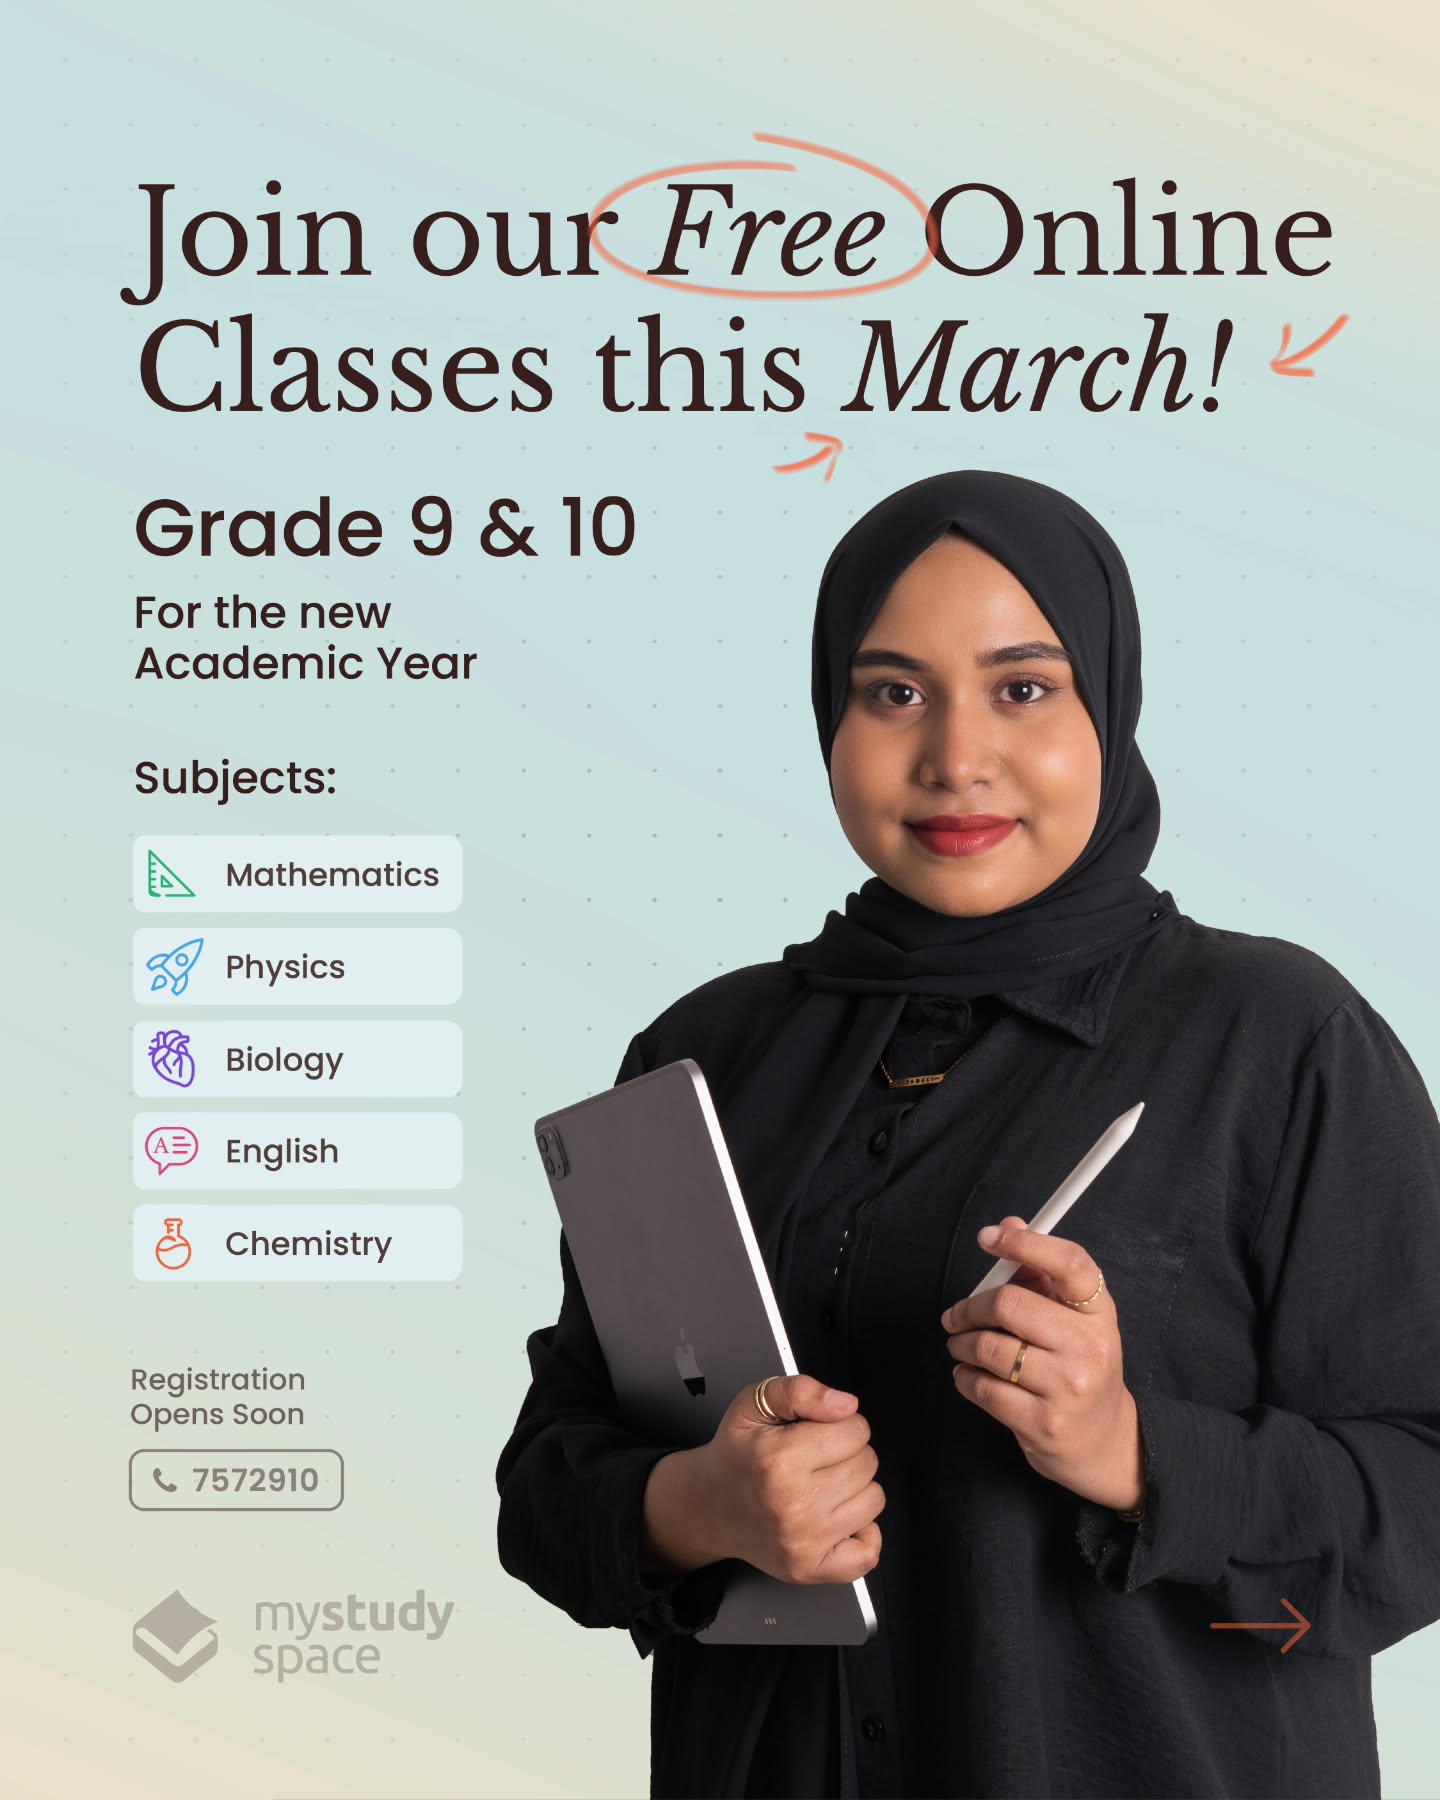 Join our Free Online
Classes this March!
Grade 9 & 10
For the new
Academic Year
Subjects:
Mathematics
Physics
Biology
A
English
Chemistry
Registration
Opens Soon
7572910
mystudy
space